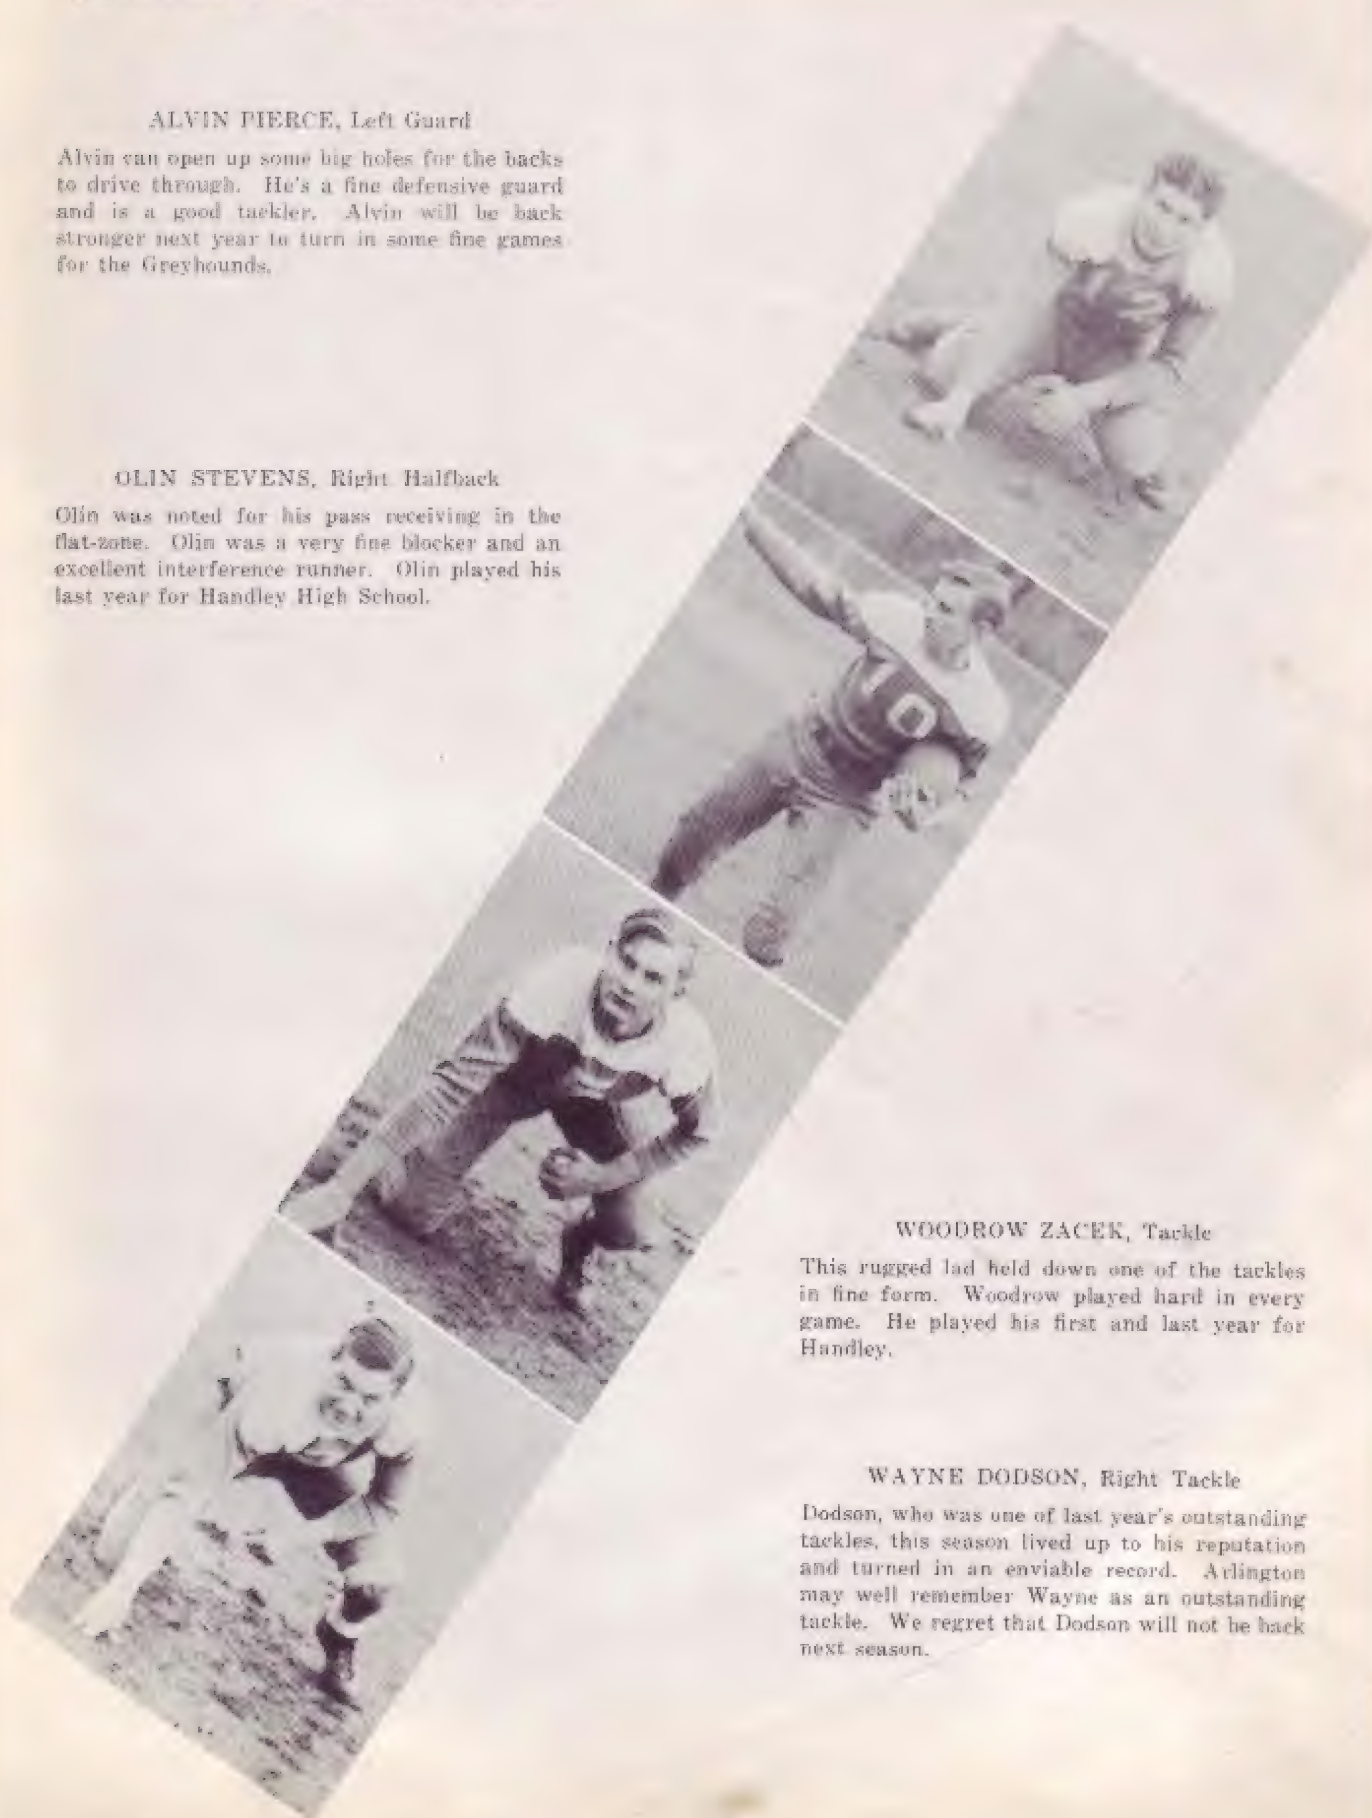 ALVIN PIERCE, Left Guard
Alvin can open up some big holes for the backs
to drive through. He's a fine defensive guard
and is a good tackler. Alvin will be back
stronger next year to turn in some fine games
for the Greyhounds.
OLIN STEVENS, Right Halfback
Olin was noted for his pass receiving in the
flat-zone. Olin was a very fine blocker and an
excellent interference runner. Olin played his
last year for Handley High School.
10
WOODROW ZACEK, Tackle
This rugged lad held down one of the tackles
in fine form. Woodrow played hard in every
game. He played his first and last year for
Handley.
WAYNE DODSON, Right Tackle
Dodson, who was one of last year's outstanding
tackles, this season lived up to his reputation
and turned in an enviable record. Arlington
may well remember Wayne as an outstanding
tackle. We regret that Dodson will not be back
next season.